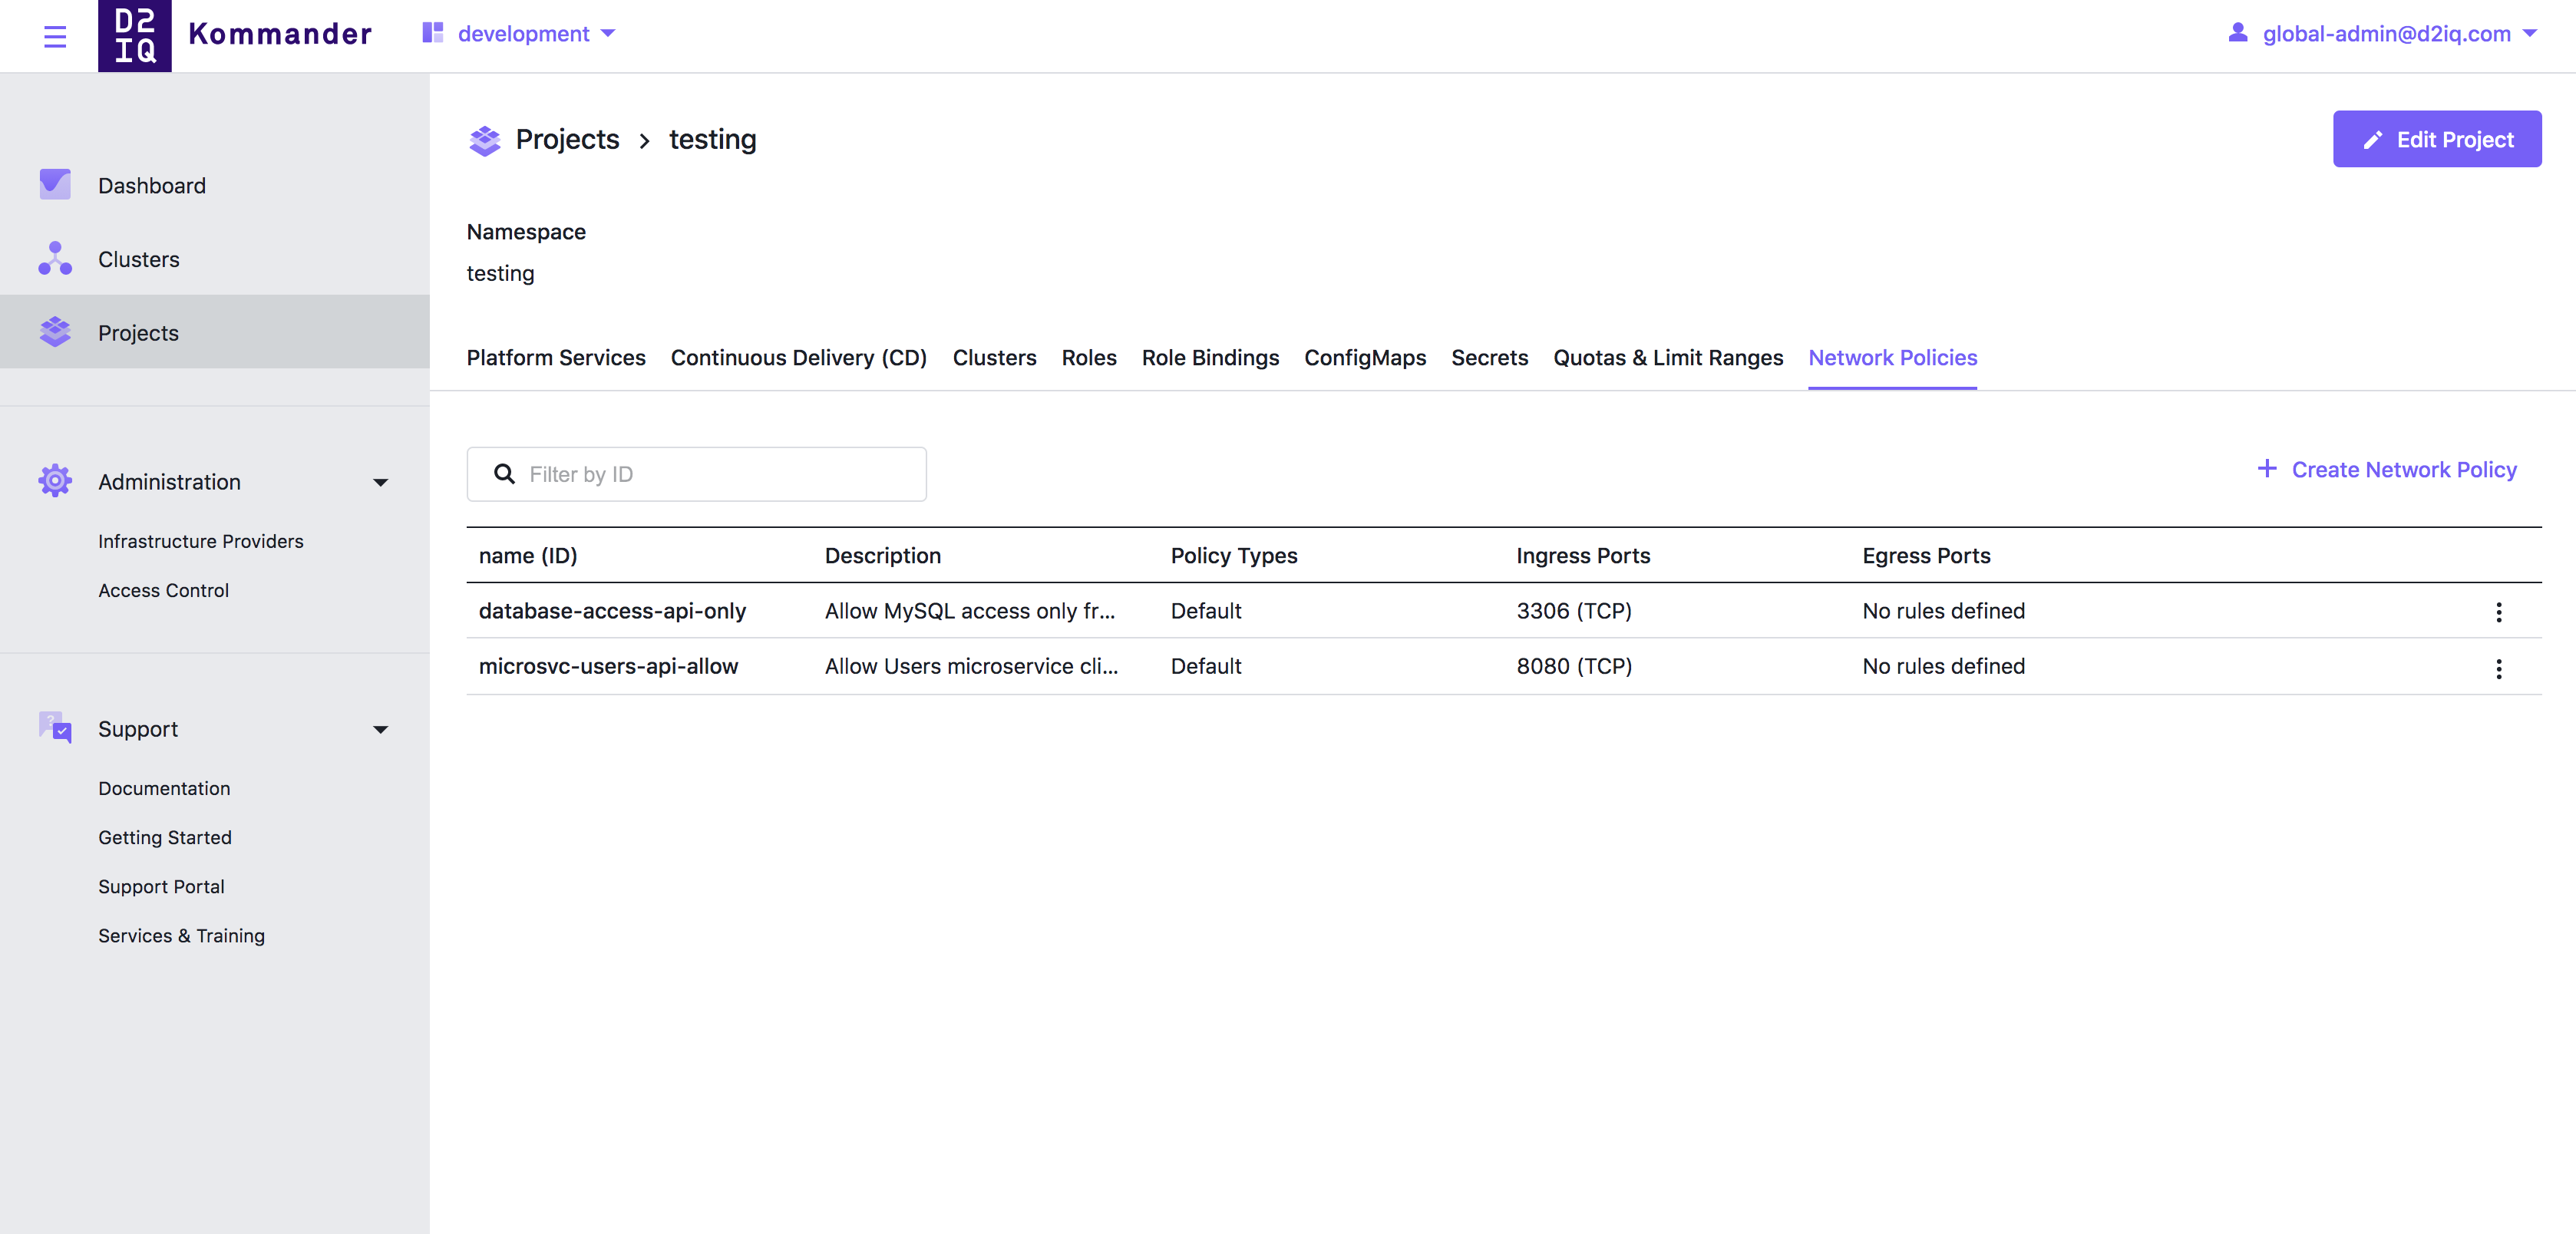 D2
IQ
Kommander
development
global-admin@d2iq.com
Dashboard
Clusters
Projects
Administration
Infrastructure Providers
Access Control
Support
Documentation
Getting Started
Support Portal
Services & Training
Projects > testing
Edit Project
Namespace
testing
Platform Services Continuous Delivery (CD) Clusters Roles Role Bindings ConfigMaps Secrets Quotas & Limit Ranges Network Policies
Filter by ID
+ Create Network Policy
name (ID) Description Policy Types Ingress Ports Egress Ports
database-access-api-only Allow MySQL access only fr... Default 3306 (TCP) No rules defined
microsvc-users-api-allow Allow Users microservice cli... Default 8080 (TCP) No rules defined